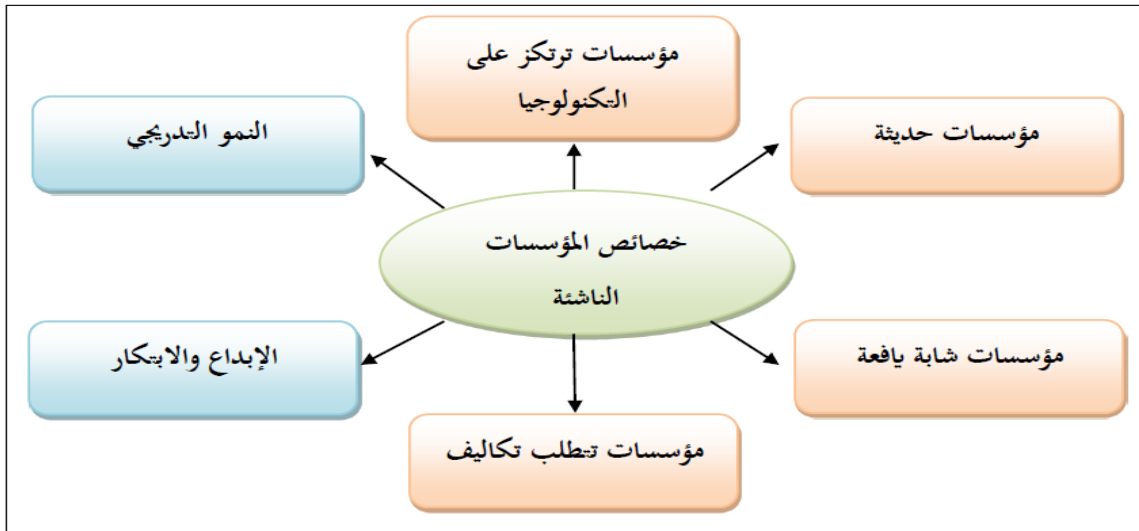 مؤسسات ترتكز على
التكنولوجيا
مؤسسات حديثة
النمو التدريجي
خصائص المؤسسات
الناشئة
مؤسسات شابة يافعة
الإبداع والابتكار
مؤسسات تتطلب تكاليف